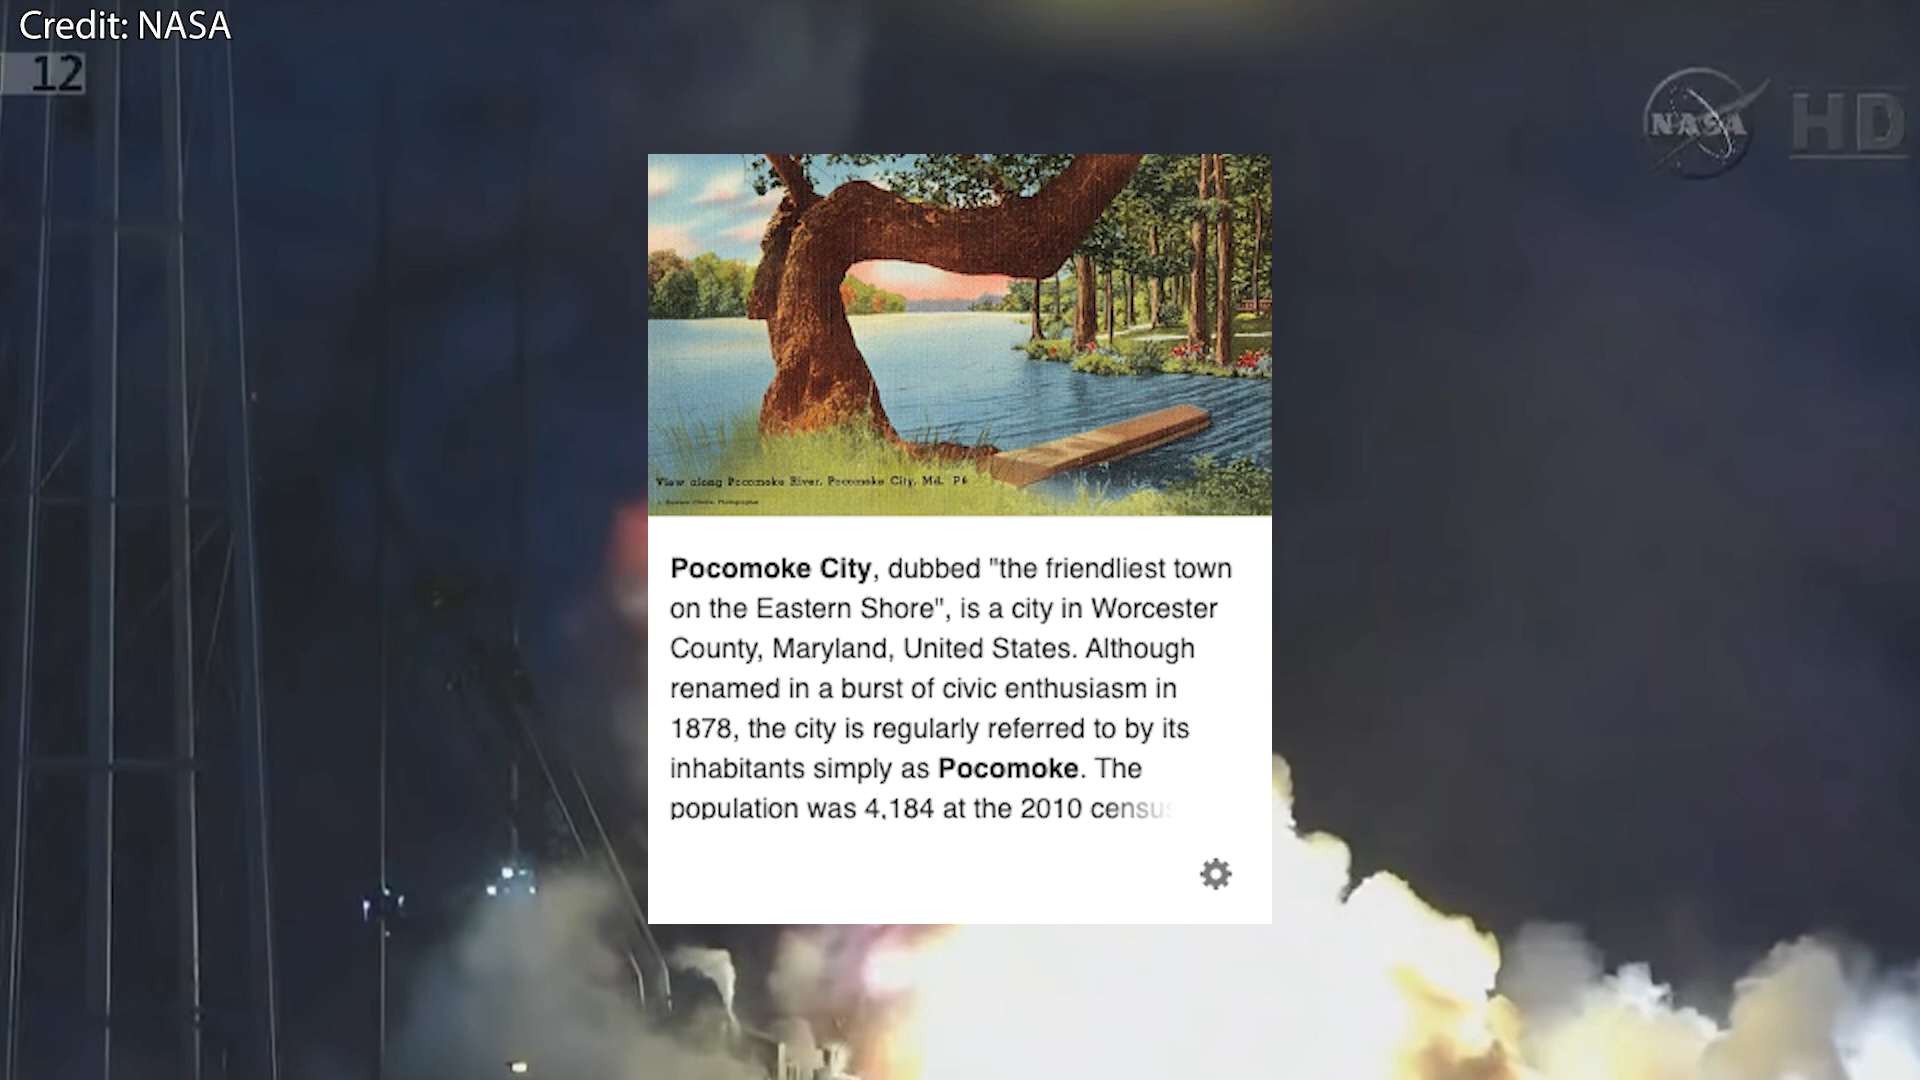 Credit: NASA
12
NASA HD
View along Pocomoke River, Pocomoke City, Md. P6
Pocomoke City, dubbed "the friendliest town
on the Eastern Shore", is a city in Worcester
County, Maryland, United States. Although
renamed in a burst of civic enthusiasm in
1878, the city is regularly referred to by its
inhabitants simply as Pocomoke. The
population was 4,184 at the 2010 census